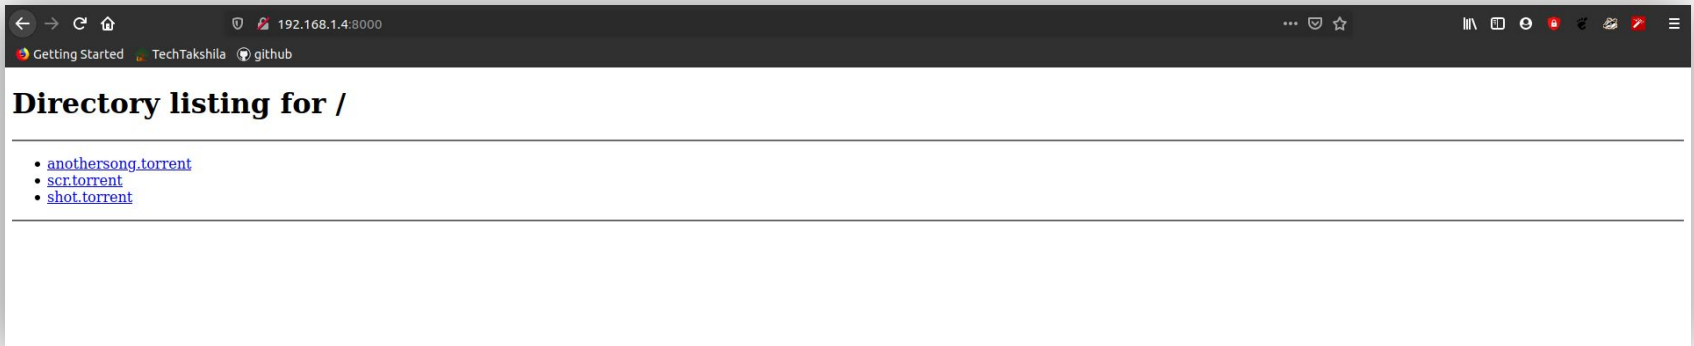 192.168.1.4:8000
Getting Started TechTakshila github
Directory listing for /
anothersong.torrent
scr.torrent
shot.torrent